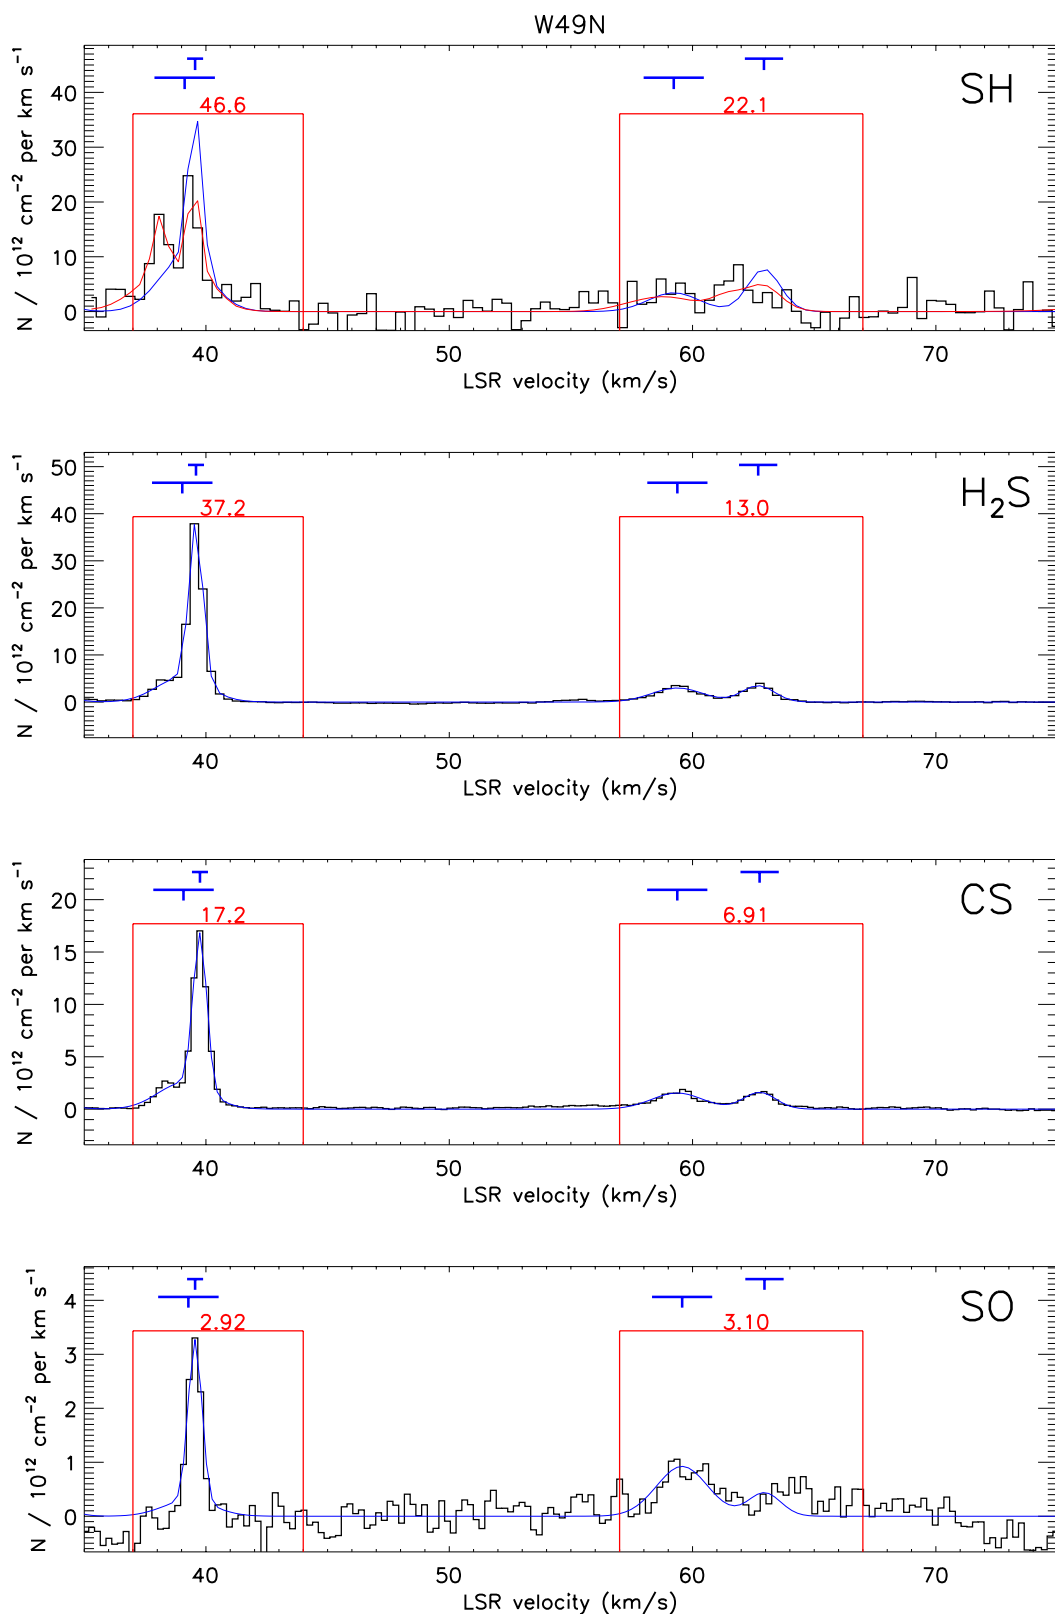 W49N
SH
46.6 22.1
N / 10¹² cm⁻² per km s⁻¹
40
30
20
10
0
40 50 60 70
LSR velocity (km/s)
H₂S
37.2 13.0
N / 10¹² cm⁻² per km s⁻¹
50
40
30
20
10
0
40 50 60 70
LSR velocity (km/s)
CS
17.2 6.91
N / 10¹² cm⁻² per km s⁻¹
20
15
10
5
0
40 50 60 70
LSR velocity (km/s)
SO
2.92 3.10
N / 10¹² cm⁻² per km s⁻¹
4
3
2
1
0
40 50 60 70
LSR velocity (km/s)